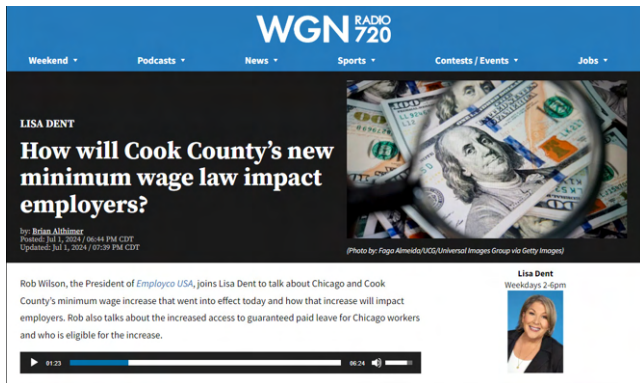 WGN RADIO 720
Weekend Podcasts News Sports Contests / Events Jobs
LISA DENT
How will Cook County’s new
minimum wage law impact
employers?
by: Brian Althimer
Posted: Jul 1, 2024 / 06:44 PM CDT
Updated: Jul 1, 2024 / 07:39 PM CDT
(Photo by: Faga Almeida/UCG/Universal Images Group via Getty Images)
Rob Wilson, the President of Employco USA, joins Lisa Dent to talk about Chicago and Cook
County’s minimum wage increase that went into effect today and how that increase will impact
employers. Rob also talks about the increased access to guaranteed paid leave for Chicago workers
and who is eligible for the increase.
01:23 06:24
Lisa Dent
Weekdays 2-6pm